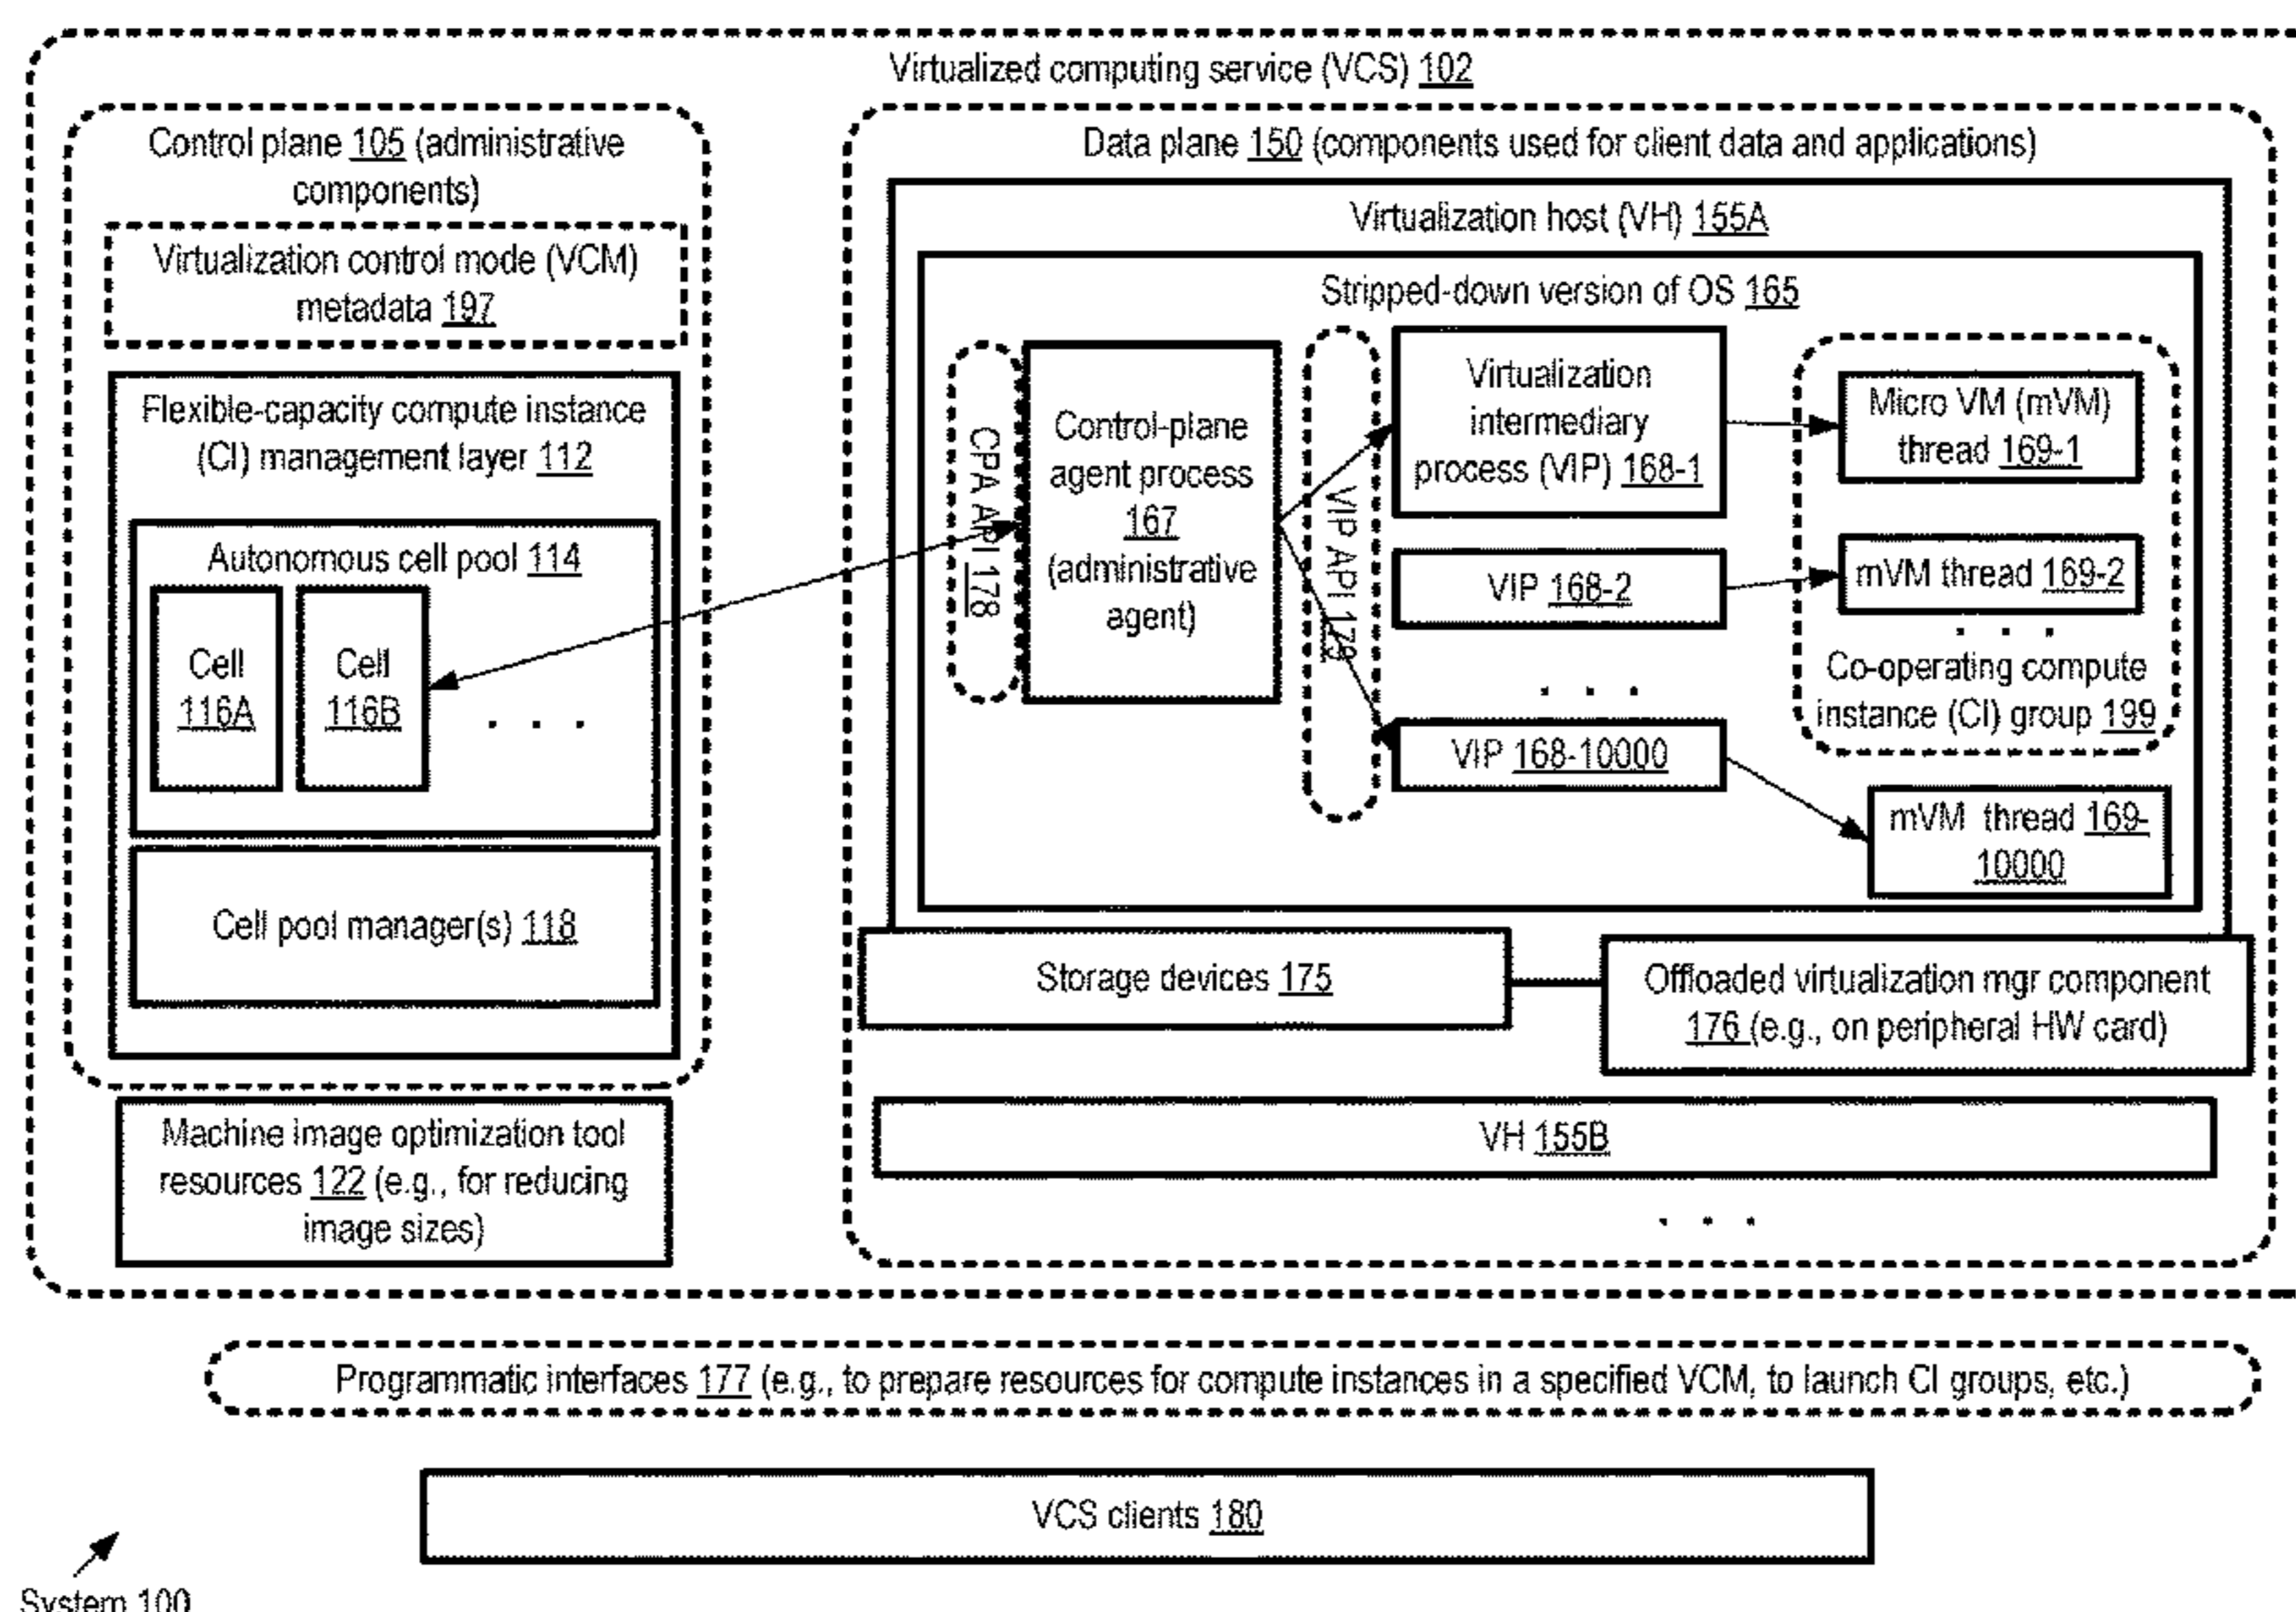 Virtualized computing service (VCS) 102
Control plane 105 (administrative
components)
Virtualization control mode (VCM)
metadata 197
Flexible-capacity compute instance
(CI) management layer 112
Autonomous cell pool 114
Cell
116A
Cell
116B
. . .
Cell pool manager(s) 118
Machine image optimization tool
resources 122 (e.g., for reducing
image sizes)
Data plane 150 (components used for client data and applications)
Virtualization host (VH) 155A
Stripped-down version of OS 165
CPA API 178
Control-plane
agent process
167
(administrative
agent)
VIP API 179
Virtualization
intermediary
process (VIP) 168-1
VIP 168-2
. . .
VIP 168-10000
Micro VM (mVM)
thread 169-1
mVM thread 169-2
. . .
Co-operating compute
instance (CI) group 199
mVM thread 169-
10000
Storage devices 175
Offloaded virtualization mgr component
176 (e.g., on peripheral HW card)
VH 155B
. . .
Programmatic interfaces 177 (e.g., to prepare resources for compute instances in a specified VCM, to launch CI groups, etc.)
VCS clients 180
System 100